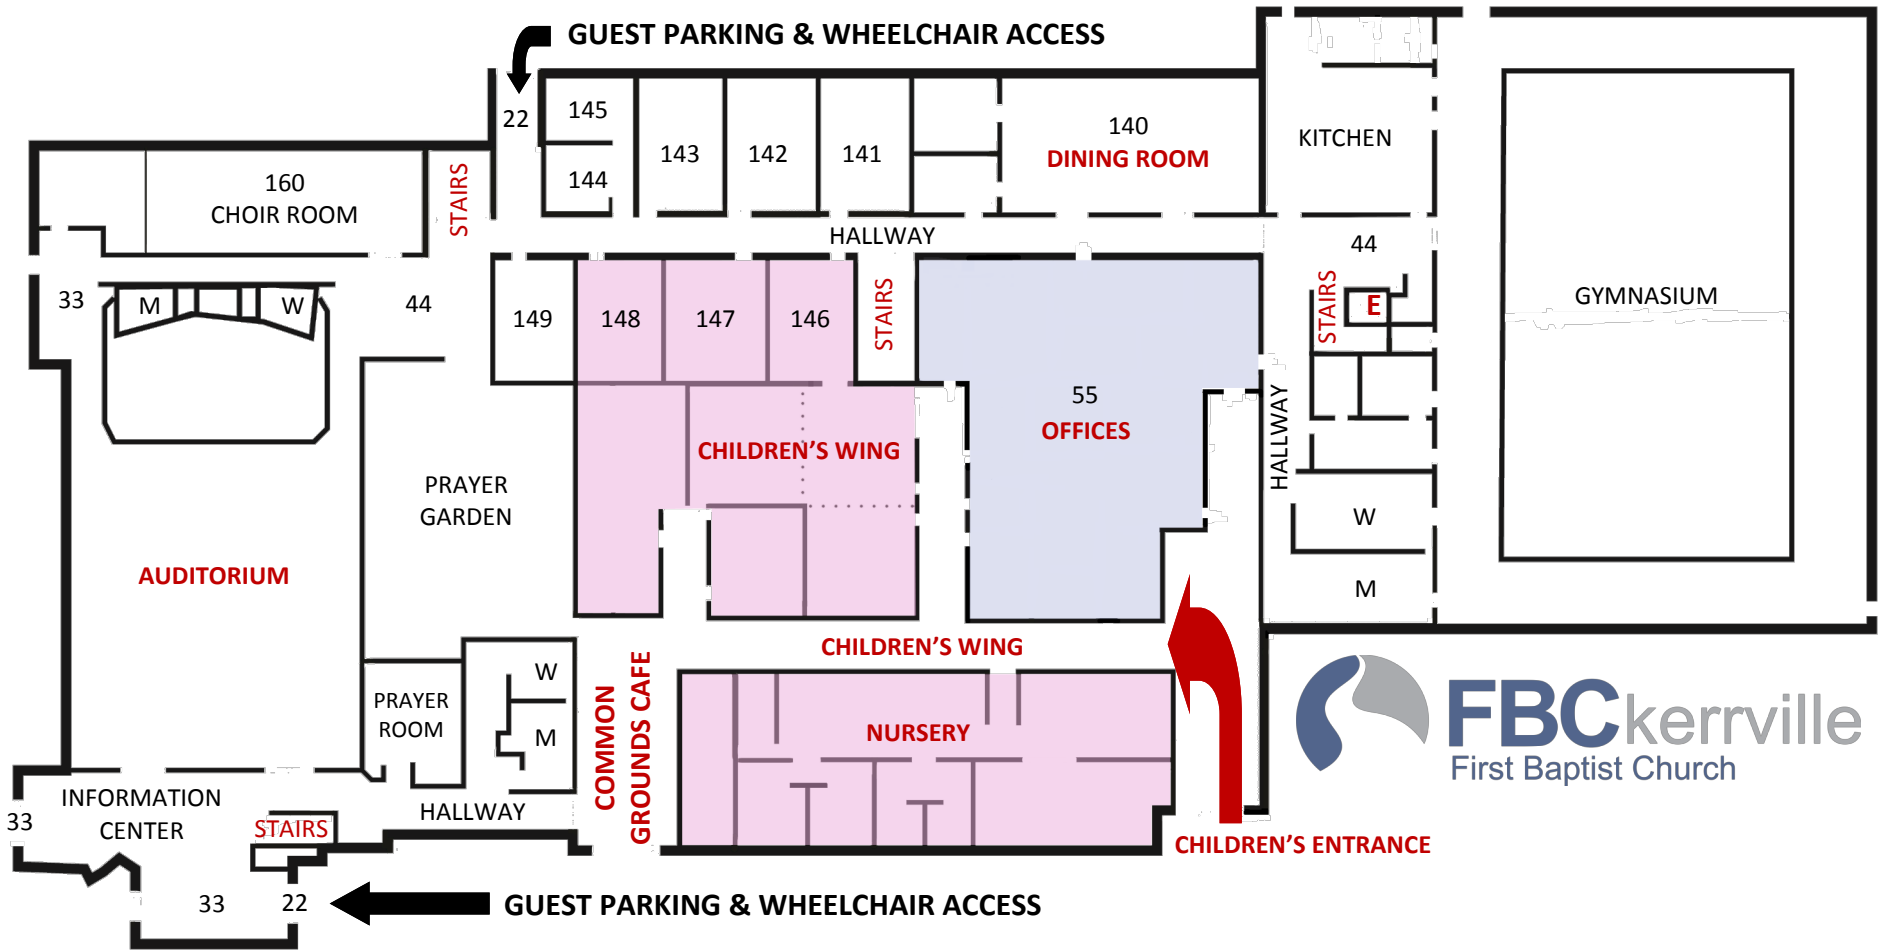 GUEST PARKING & WHEELCHAIR ACCESS
22
145
144
143
142
141
140
DINING ROOM
KITCHEN
160
CHOIR ROOM
STAIRS
HALLWAY
44
33
M
W
44
149
148
147
146
STAIRS
STAIRS
E
GYMNASIUM
55
OFFICES
HALLWAY
CHILDREN'S WING
PRAYER
GARDEN
W
M
AUDITORIUM
CHILDREN'S WING
PRAYER
ROOM
W
M
COMMON
GROUNDS CAFE
NURSERY
FBCkerrville
First Baptist Church
INFORMATION
CENTER
33
STAIRS
HALLWAY
CHILDREN'S ENTRANCE
33
22
GUEST PARKING & WHEELCHAIR ACCESS